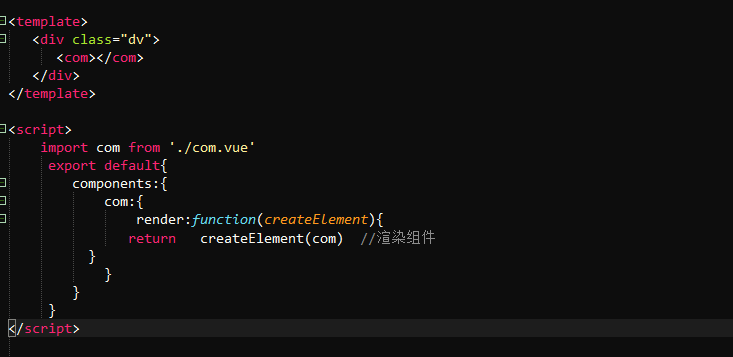 <template>
<div class="dv">
<com></com>
</div>
</template>
<script>
import com from './com.vue'
export default{
components:{
com:{
render:function(createElement){
return createElement(com) //渲染组件
}
}
}
}
</script>